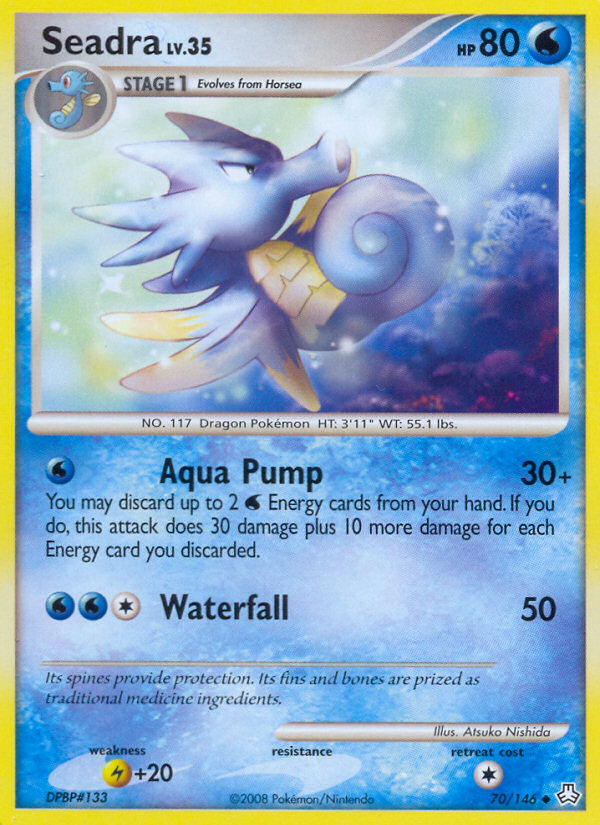 Seadra LV.35
HP 80
STAGE 1 Evolves from Horsea
NO. 117 Dragon Pokémon HT: 3'11" WT: 55.1 lbs.
Aqua Pump 30+
You may discard up to 2 Energy cards from your hand. If you
do, this attack does 30 damage plus 10 more damage for each
Energy card you discarded.
Waterfall 50
Its spines provide protection. Its fins and bones are prized as
traditional medicine ingredients.
Illus. Atsuko Nishida
weakness resistance retreat cost
+20
DPBP#133 ©2008 Pokémon/Nintendo 70/146